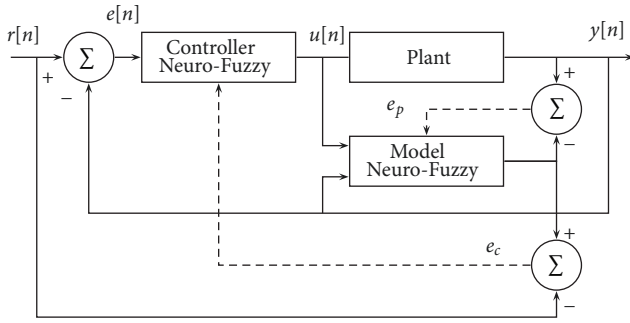 r[n]
+
−
Σ
e[n]
Controller
Neuro-Fuzzy
u[n]
Plant
y[n]
+
Σ
−
e_p
Model
Neuro-Fuzzy
+
Σ
−
e_c